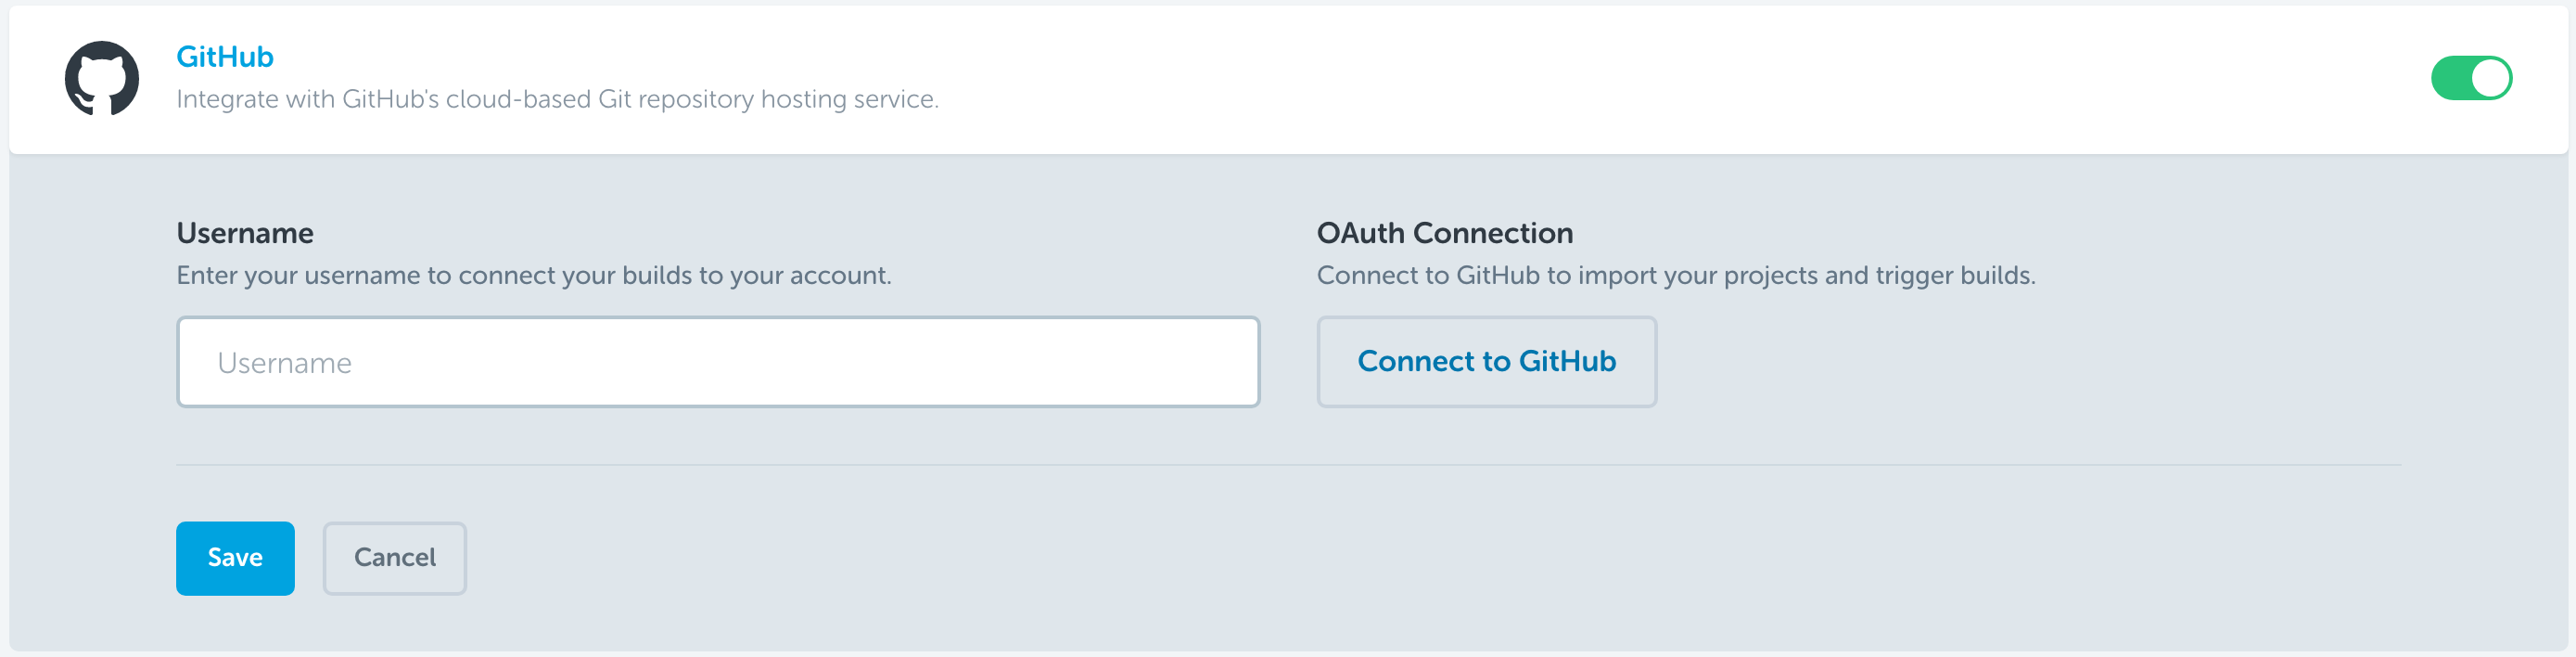 GitHub
Integrate with GitHub's cloud-based Git repository hosting service.
Username
Enter your username to connect your builds to your account.
Username
OAuth Connection
Connect to GitHub to import your projects and trigger builds.
Connect to GitHub
Save
Cancel